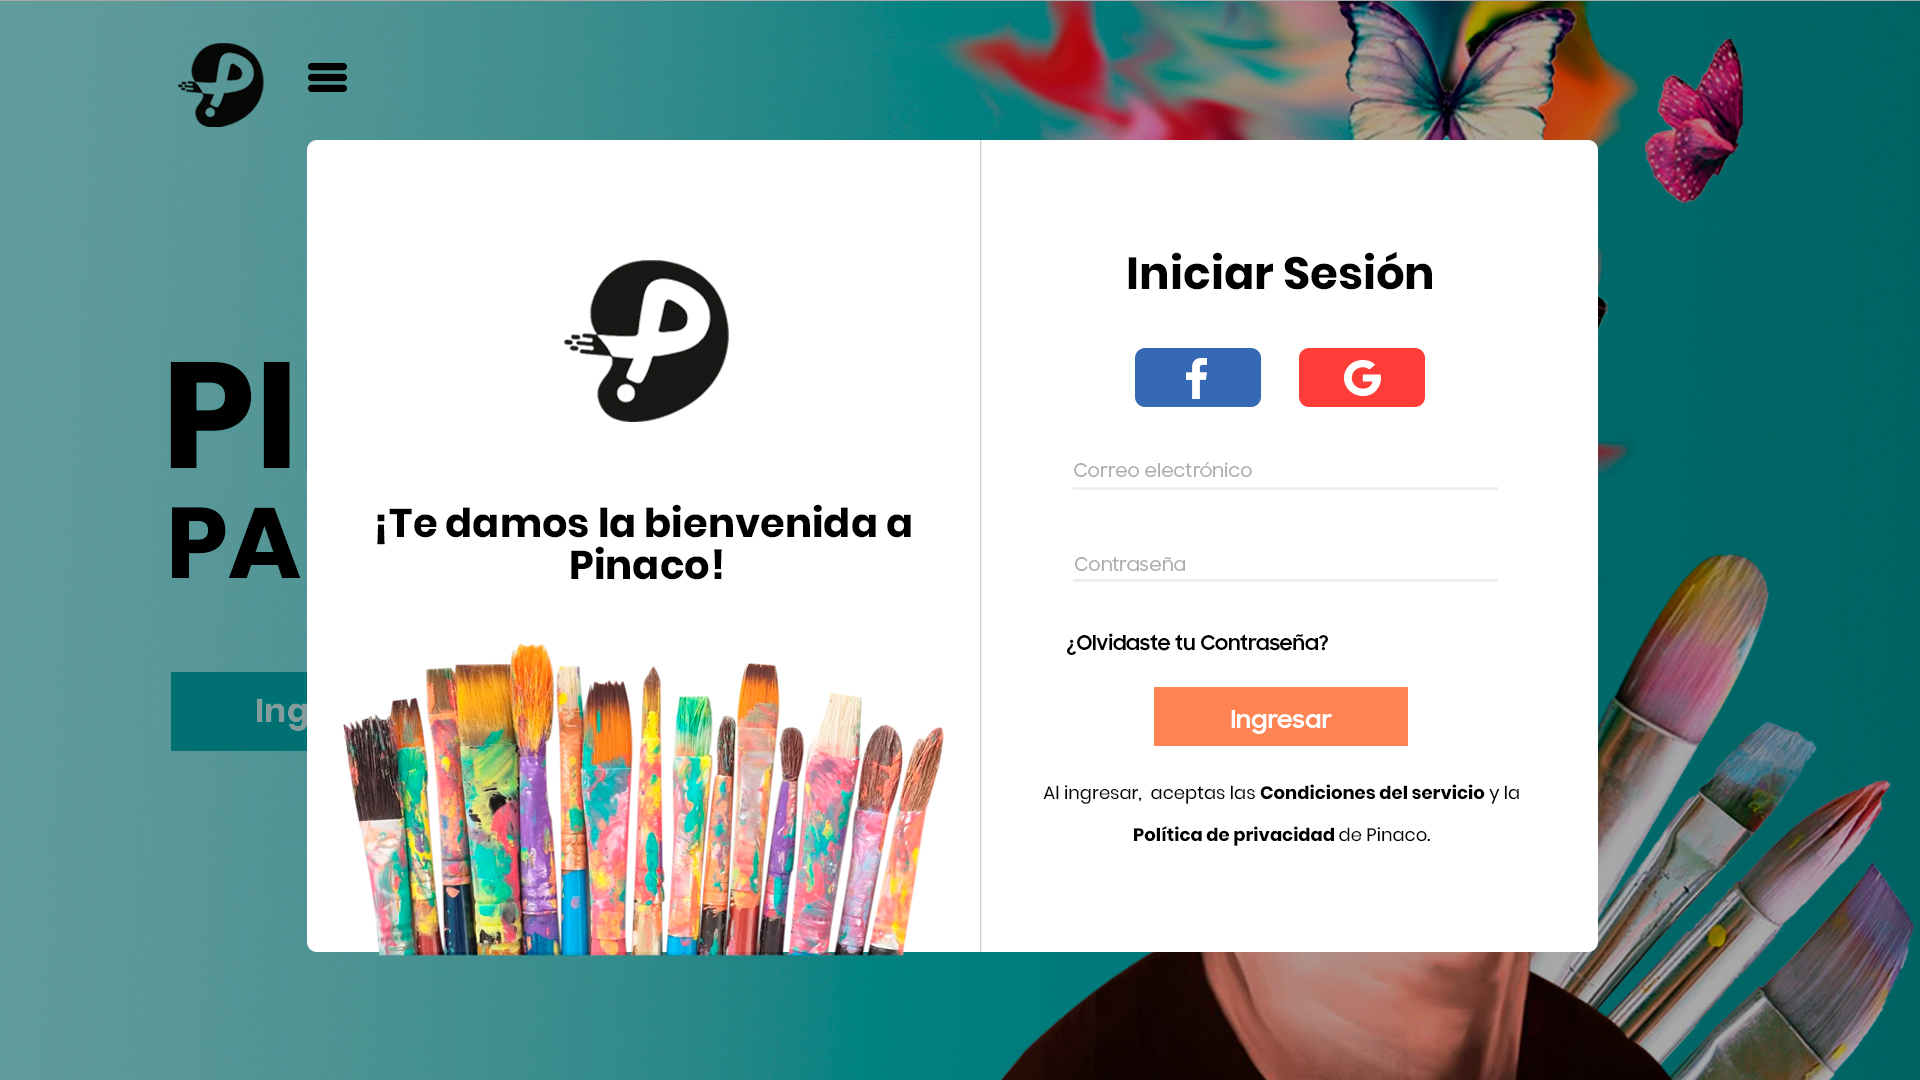 PI
PA
Ing
¡Te damos la bienvenida a
Pinaco!
Iniciar Sesión
Correo electrónico
Contraseña
¿Olvidaste tu Contraseña?
Ingresar
Al ingresar, aceptas las Condiciones del servicio y la
Política de privacidad de Pinaco.